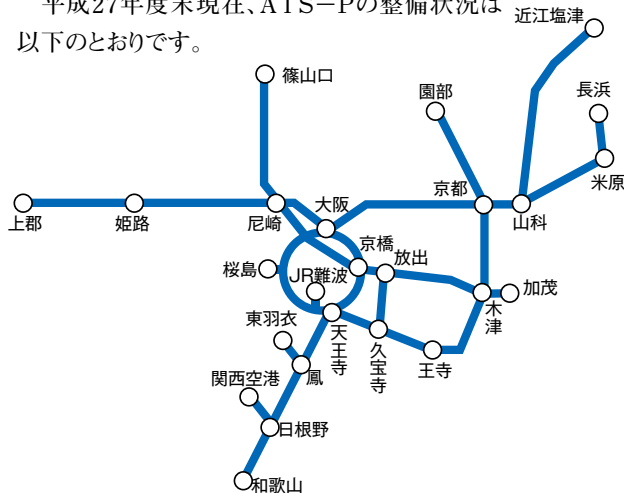 平成27年度末現在、ATS－Pの整備状況は
以下のとおりです。
近江塩津
篠山口
園部
長浜
米原
京都
山科
大阪
上郡
姫路
尼崎
京橋
放出
桜島
JR難波
加茂
木津
東羽衣
天王寺
久宝寺
王寺
鳳
関西空港
日根野
和歌山